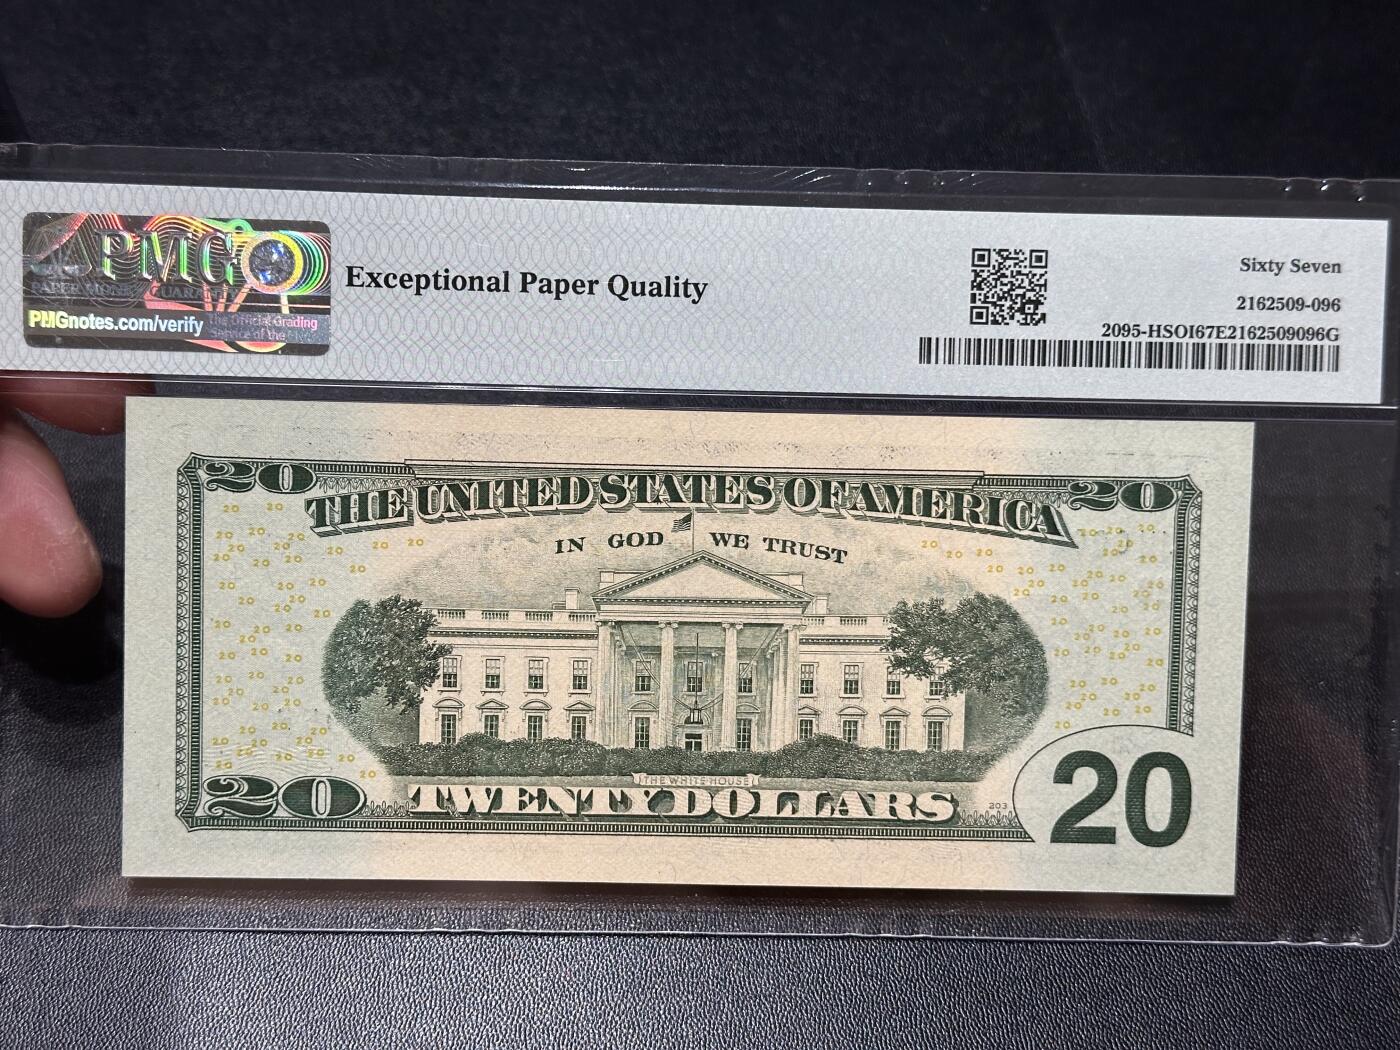 PMG
PAPER MONEY GUARANTY
PMGnotes.com/verify
The Official Grading
Service of the
Exceptional Paper Quality
Sixty Seven
2162509-096
2095-HSOI67E2162509096G
20
20
THE UNITED STATES OF AMERICA
IN GOD WE TRUST
THE WHITE HOUSE
20
TWENTY DOLLARS
203
20